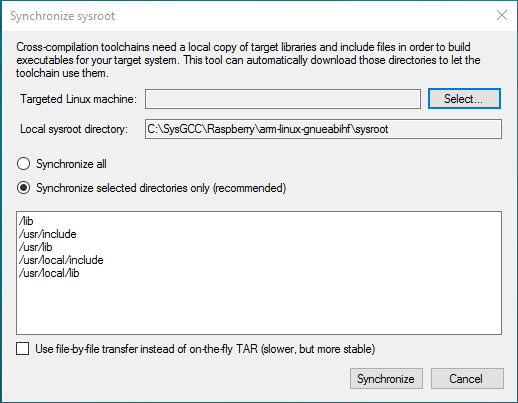 Synchronize sysroot
Cross-compilation toolchains need a local copy of target libraries and include files in order to build
executables for your target system. This tool can automatically download those directories to let the
toolchain use them.
Targeted Linux machine:
Select...
Local sysroot directory:
C:\SysGCC\Raspberry\arm-linux-gnueabihf\sysroot
Synchronize all
Synchronize selected directories only (recommended)
/lib
/usr/include
/usr/lib
/usr/local/include
/usr/local/lib
Use file-by-file transfer instead of on-the-fly TAR (slower, but more stable)
Synchronize
Cancel